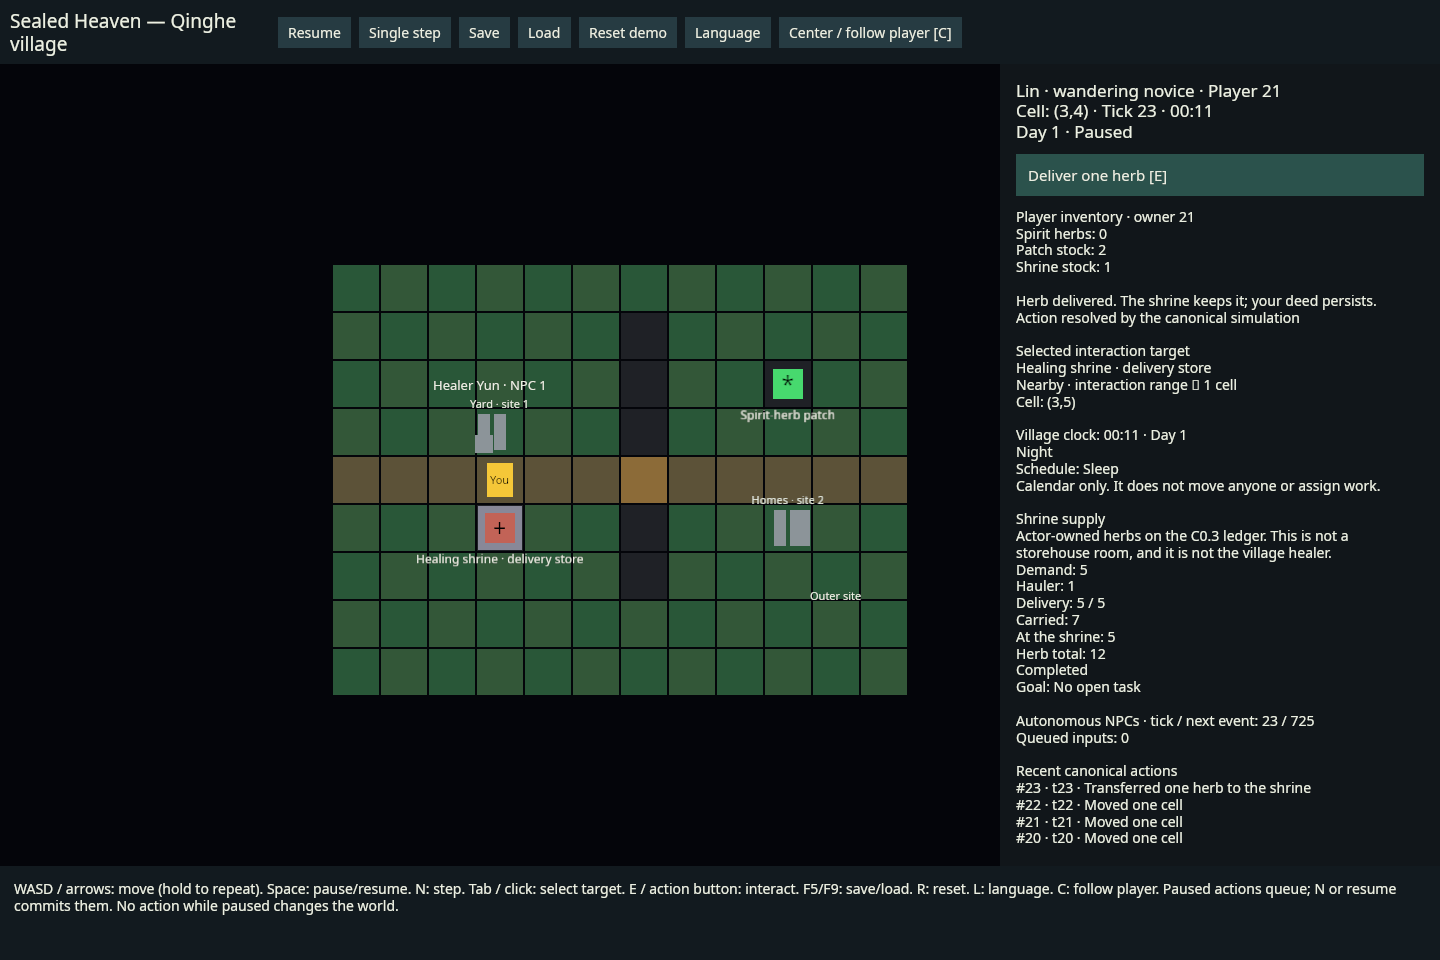 Sealed Heaven — Qinghe
village
Resume
Single step
Save
Load
Reset demo
Language
Center / follow player [C]
Lin · wandering novice · Player 21
Cell: (3,4) · Tick 23 · 00:11
Day 1 · Paused
Deliver one herb [E]
Player inventory · owner 21
Spirit herbs: 0
Patch stock: 2
Shrine stock: 1
Herb delivered. The shrine keeps it; your deed persists.
Action resolved by the canonical simulation
Selected interaction target
Healing shrine · delivery store
Nearby · interaction range 1 cell
Cell: (3,5)
Village clock: 00:11 · Day 1
Night
Schedule: Sleep
Calendar only. It does not move anyone or assign work.
Shrine supply
Actor-owned herbs on the C0.3 ledger. This is not a
storehouse room, and it is not the village healer.
Demand: 5
Hauler: 1
Delivery: 5 / 5
Carried: 7
At the shrine: 5
Herb total: 12
Completed
Goal: No open task
Autonomous NPCs · tick / next event: 23 / 725
Queued inputs: 0
Recent canonical actions
#23 · t23 · Transferred one herb to the shrine
#22 · t22 · Moved one cell
#21 · t21 · Moved one cell
#20 · t20 · Moved one cell
Healer Yun · NPC 1
Yard · site 1
*
Spirit herb patch
You
Homes · site 2
+
Healing shrine · delivery store
Outer site
WASD / arrows: move (hold to repeat). Space: pause/resume. N: step. Tab / click: select target. E / action button: interact. F5/F9: save/load. R: reset. L: language. C: follow player. Paused actions queue; N or resume
commits them. No action while paused changes the world.